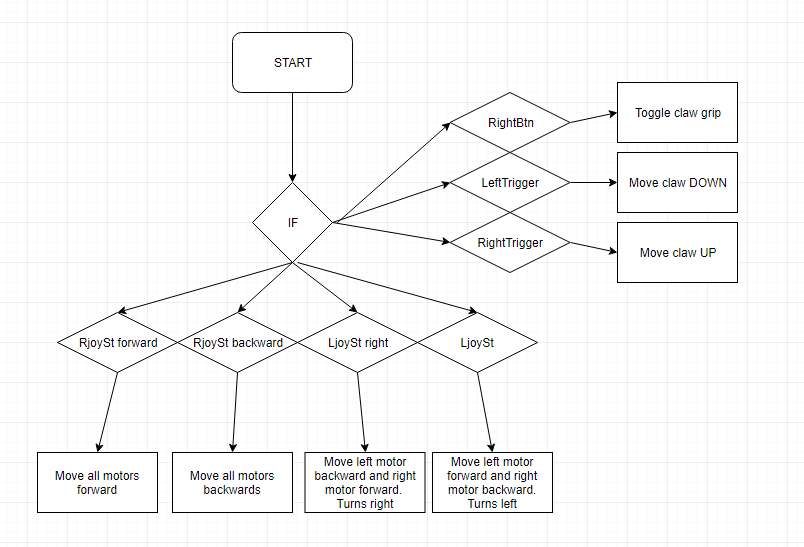 START
RightBtn
Toggle claw grip
LeftTrigger
Move claw DOWN
IF
RightTrigger
Move claw UP
RjoySt forward
RjoySt backward
LjoySt right
LjoySt
Move all motors
forward
Move all motors
backwards
Move left motor
backward and right
motor forward.
Turns right
Move left motor
forward and right
motor backward.
Turns left